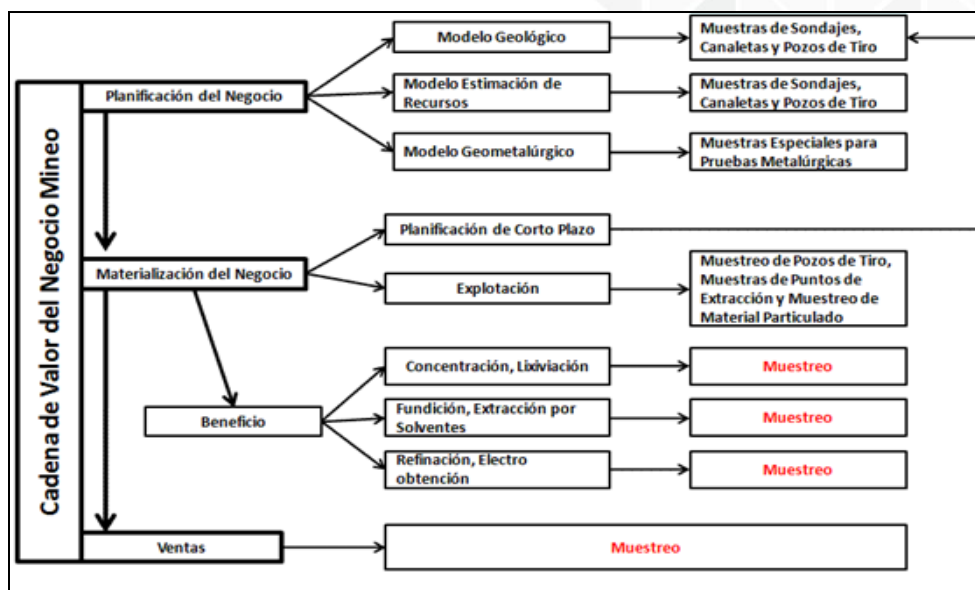 Cadena de Valor del Negocio Mineo
Planificación del Negocio
Modelo Geológico
Muestras de Sondajes,
Canaletas y Pozos de Tiro
Modelo Estimación de
Recursos
Muestras de Sondajes,
Canaletas y Pozos de Tiro
Modelo Geometalúrgico
Muestras Especiales para
Pruebas Metalúrgicas
Materialización del Negocio
Planificación de Corto Plazo
Explotación
Muestreo de Pozos de Tiro,
Muestras de Puntos de
Extracción y Muestreo de
Material Particulado
Beneficio
Concentración, Lixiviación
Muestreo
Fundición, Extracción por
Solventes
Muestreo
Refinación, Electro
obtención
Muestreo
Ventas
Muestreo